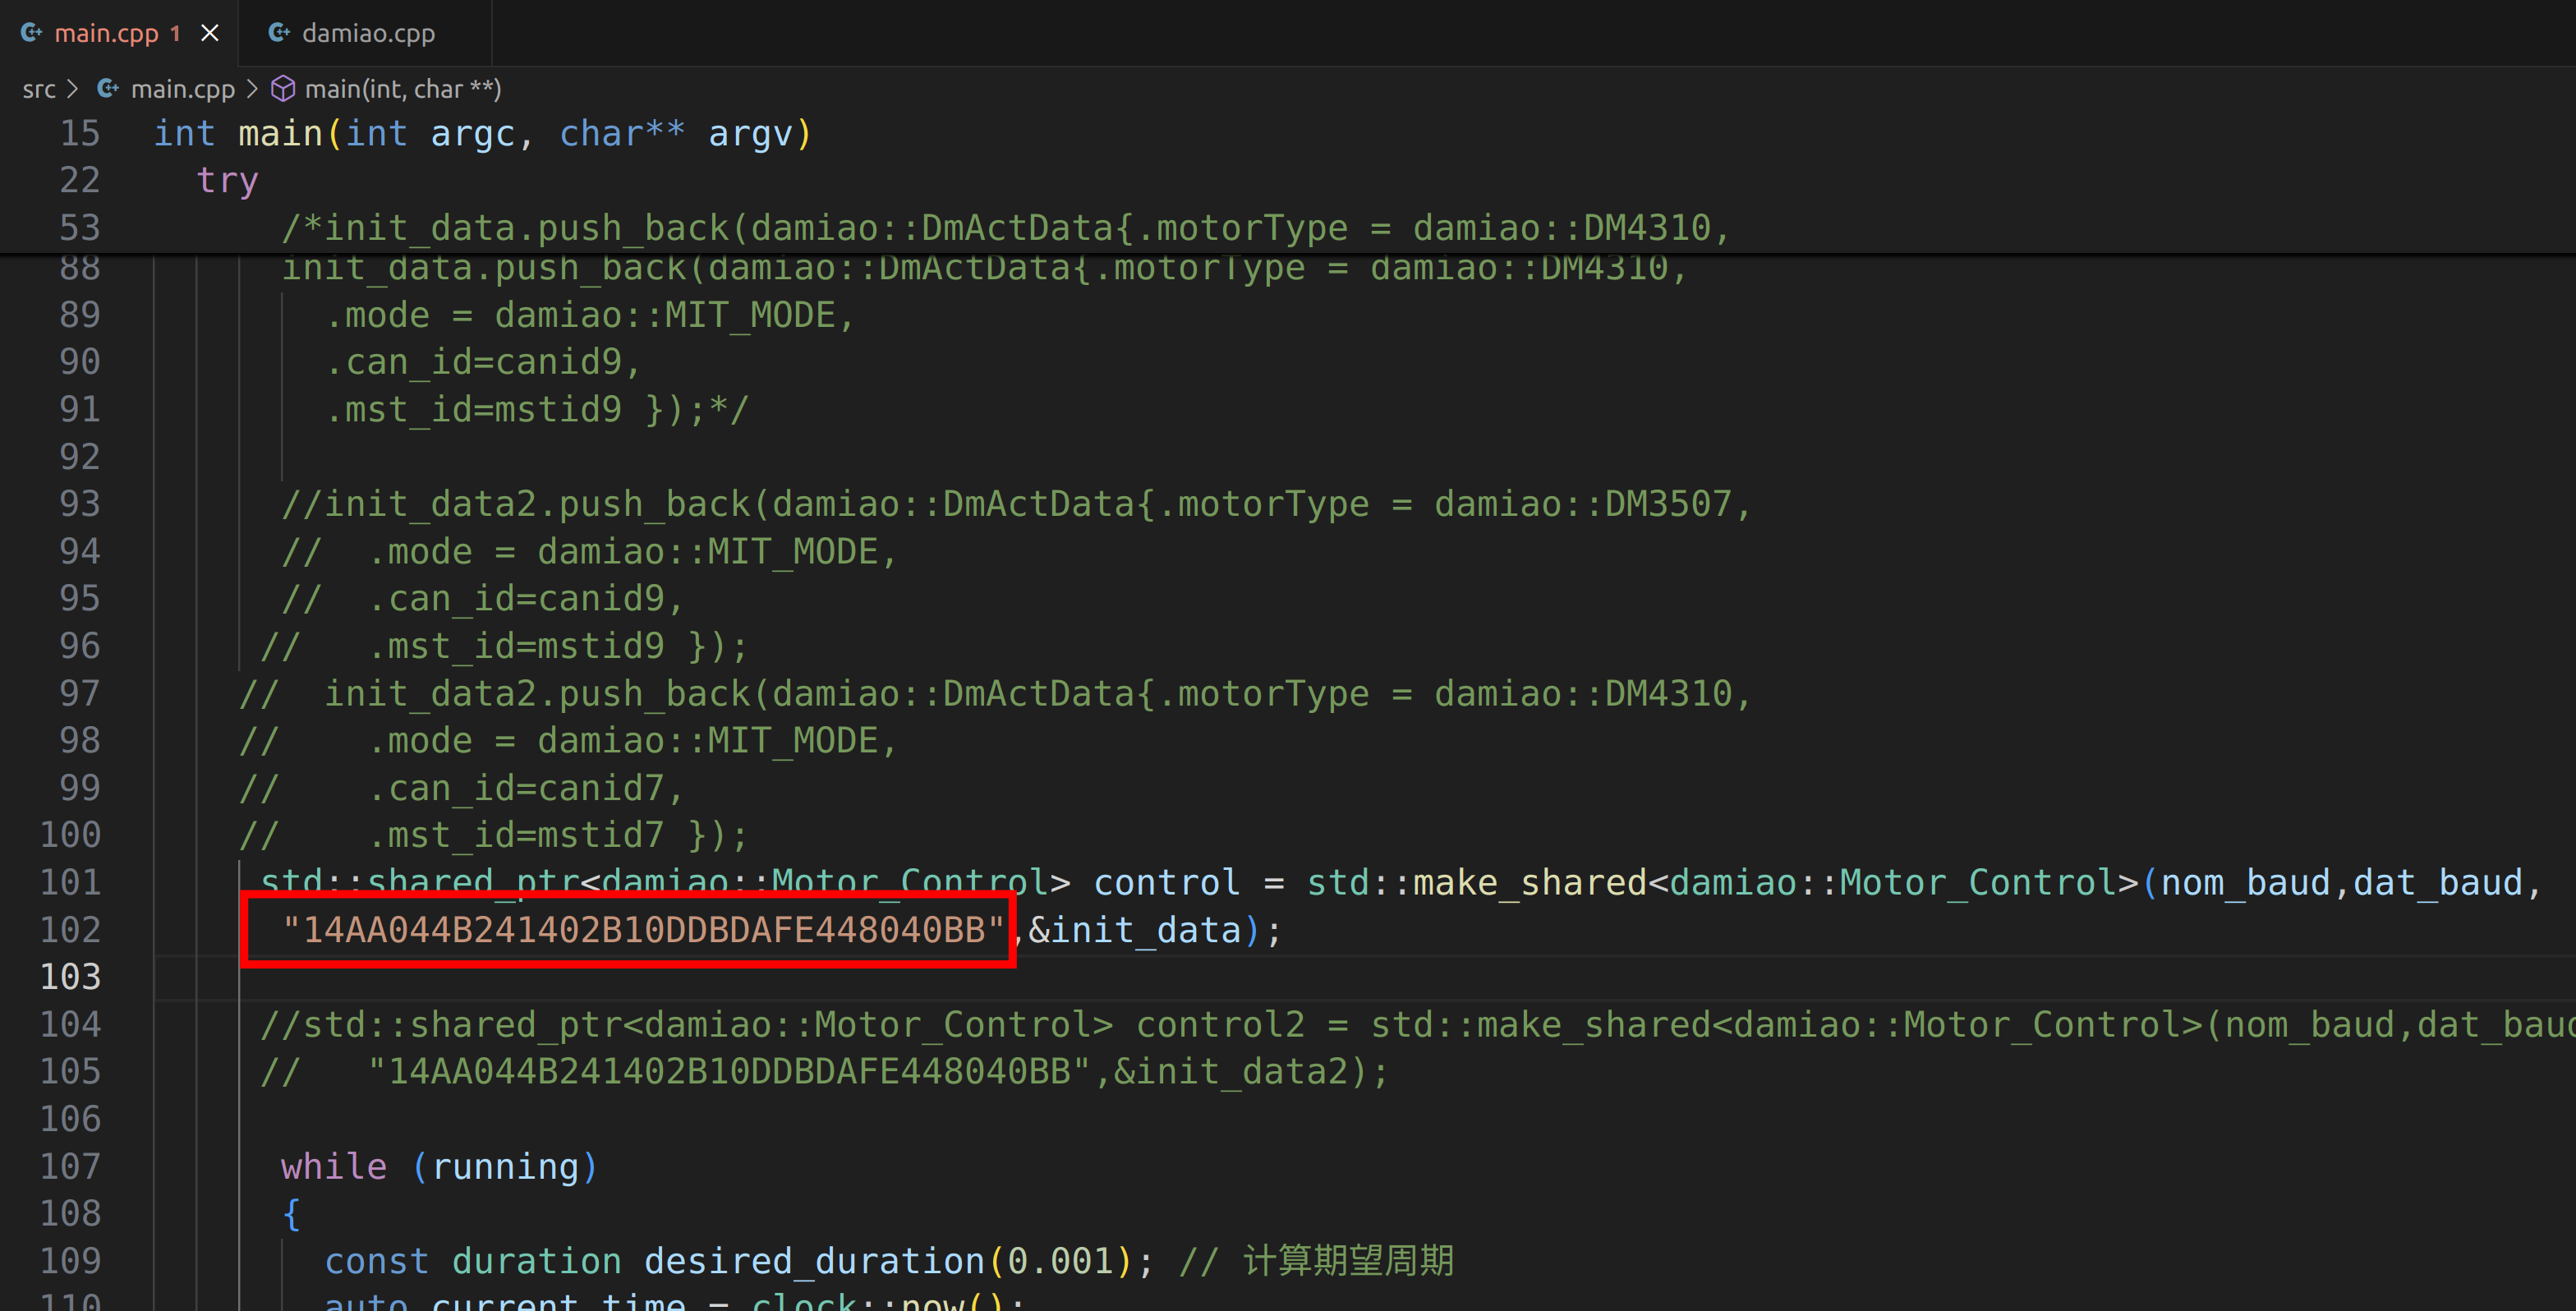 main.cpp 1 × damiao.cpp
src > main.cpp > main(int, char **)
15 int main(int argc, char** argv)
22 try
53 /*init_data.push_back(damiao::DmActData{.motorType = damiao::DM4310,
88 init_data.push_back(damiao::DmActData{.motorType = damiao::DM4310,
89 .mode = damiao::MIT_MODE,
90 .can_id=canid9,
91 .mst_id=mstid9 });*/
92
93 //init_data2.push_back(damiao::DmActData{.motorType = damiao::DM3507,
94 //  .mode = damiao::MIT_MODE,
95 //  .can_id=canid9,
96 //   .mst_id=mstid9 });
97 //  init_data2.push_back(damiao::DmActData{.motorType = damiao::DM4310,
98 //    .mode = damiao::MIT_MODE,
99 //    .can_id=canid7,
100 //    .mst_id=mstid7 });
101 std::shared_ptr<damiao::Motor_Control> control = std::make_shared<damiao::Motor_Control>(nom_baud,dat_baud,
102 "14AA044B241402B10DDBDAFE448040BB",&init_data);
103
104 //std::shared_ptr<damiao::Motor_Control> control2 = std::make_shared<damiao::Motor_Control>(nom_baud,dat_baud
105 //   "14AA044B241402B10DDBDAFE448040BB",&init_data2);
106
107 while (running)
108 {
109 const duration desired_duration(0.001); // 计算期望周期
110 auto current_time = clock::now();